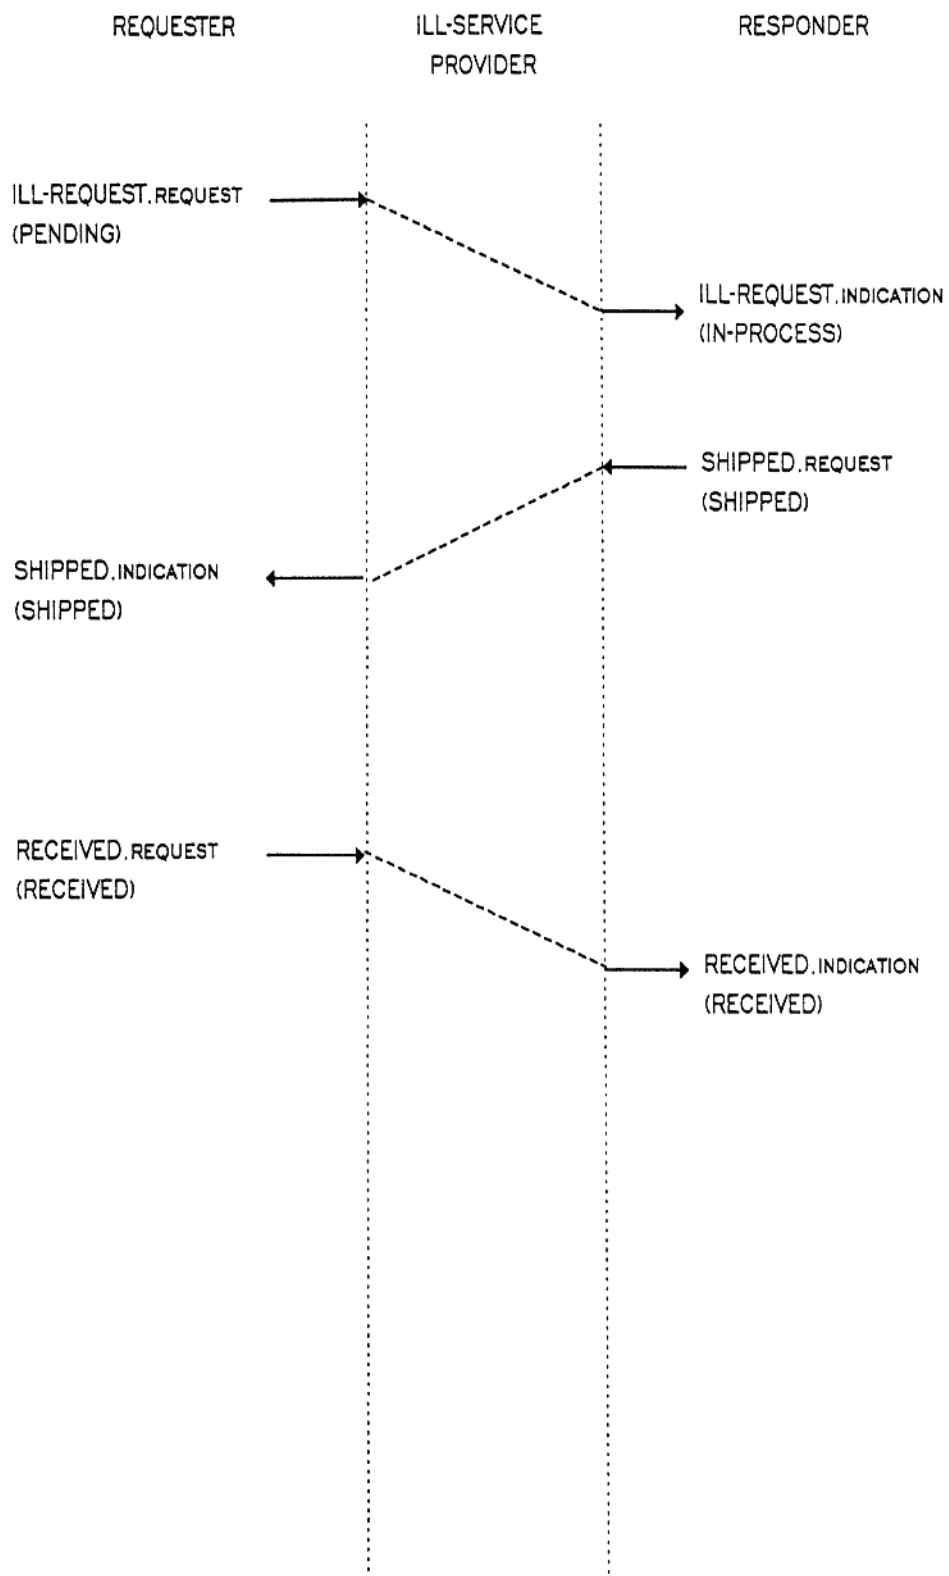 REQUESTER
ILL-SERVICE
PROVIDER
RESPONDER
ILL-REQUEST.REQUEST
(PENDING)
ILL-REQUEST.INDICATION
(IN-PROCESS)
SHIPPED.REQUEST
(SHIPPED)
SHIPPED.INDICATION
(SHIPPED)
RECEIVED.REQUEST
(RECEIVED)
RECEIVED.INDICATION
(RECEIVED)